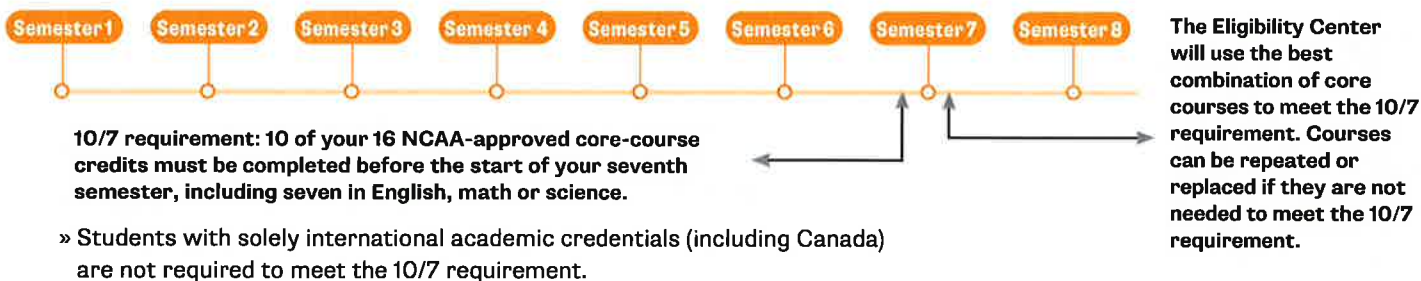 Semester 1 Semester 2 Semester 3 Semester 4 Semester 5 Semester 6 Semester 7 Semester 8
10/7 requirement: 10 of your 16 NCAA-approved core-course
credits must be completed before the start of your seventh
semester, including seven in English, math or science.
» Students with solely international academic credentials (including Canada)
are not required to meet the 10/7 requirement.
The Eligibility Center
will use the best
combination of core
courses to meet the 10/7
requirement. Courses
can be repeated or
replaced if they are not
needed to meet the 10/7
requirement.